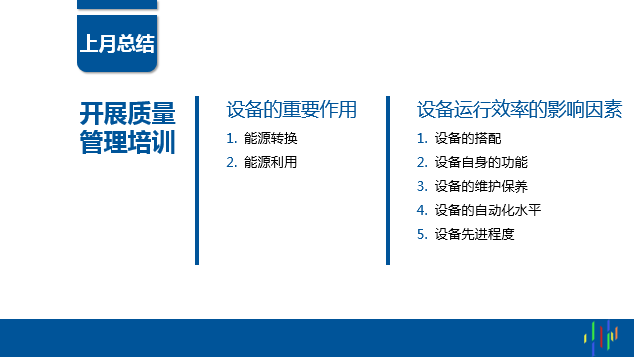 上月总结
开展质量
管理培训
设备的重要作用
1. 能源转换
2. 能源利用
设备运行效率的影响因素
1. 设备的搭配
2. 设备自身的功能
3. 设备的维护保养
4. 设备的自动化水平
5. 设备先进程度